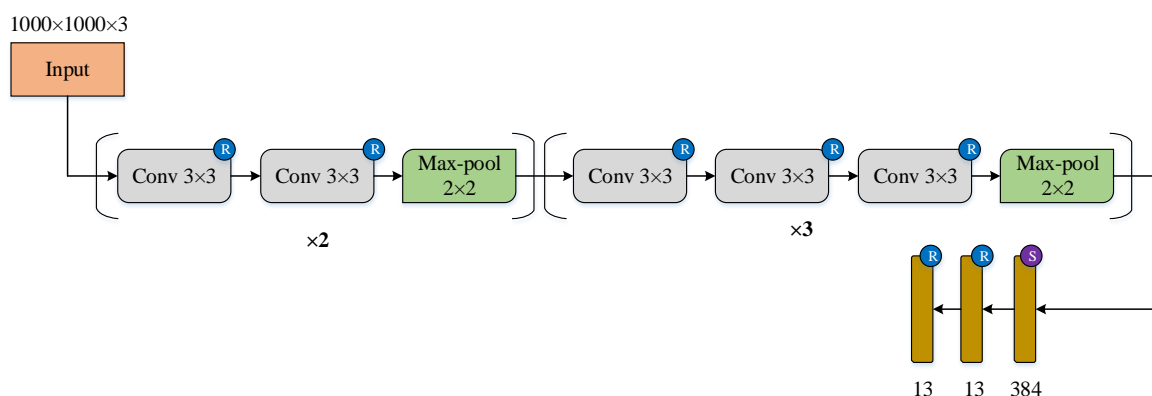 1000×1000×3
Input
R
R
R
R
R
Conv 3×3
Conv 3×3
Max-pool
2×2
Conv 3×3
Conv 3×3
Conv 3×3
Max-pool
2×2
×2
×3
R
R
S
13
13
384